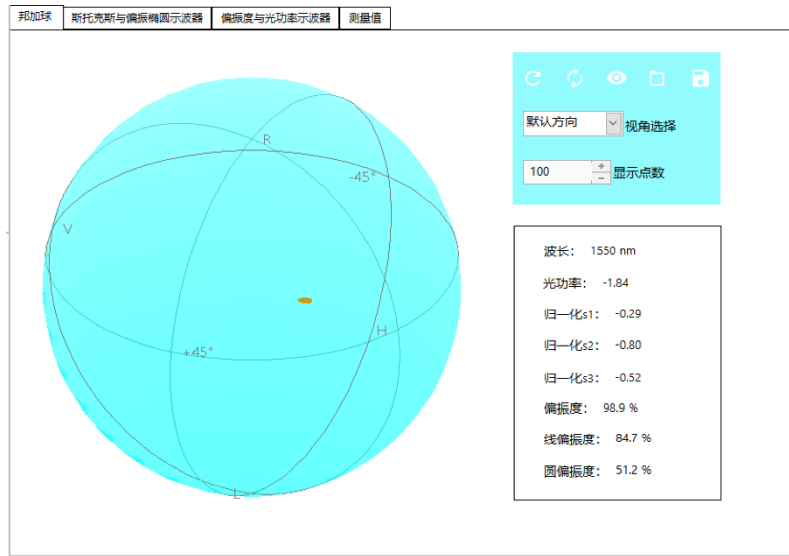 邦加球 斯托克斯与偏振椭圆示波器 偏振度与光功率示波器 测量值
R
-45°
V
H
+45°
L
默认方向 视角选择
100 显示点数
波长： 1550 nm
光功率： -1.84
归一化s1： -0.29
归一化s2： -0.80
归一化s3： -0.52
偏振度： 98.9 %
线偏振度： 84.7 %
圆偏振度： 51.2 %